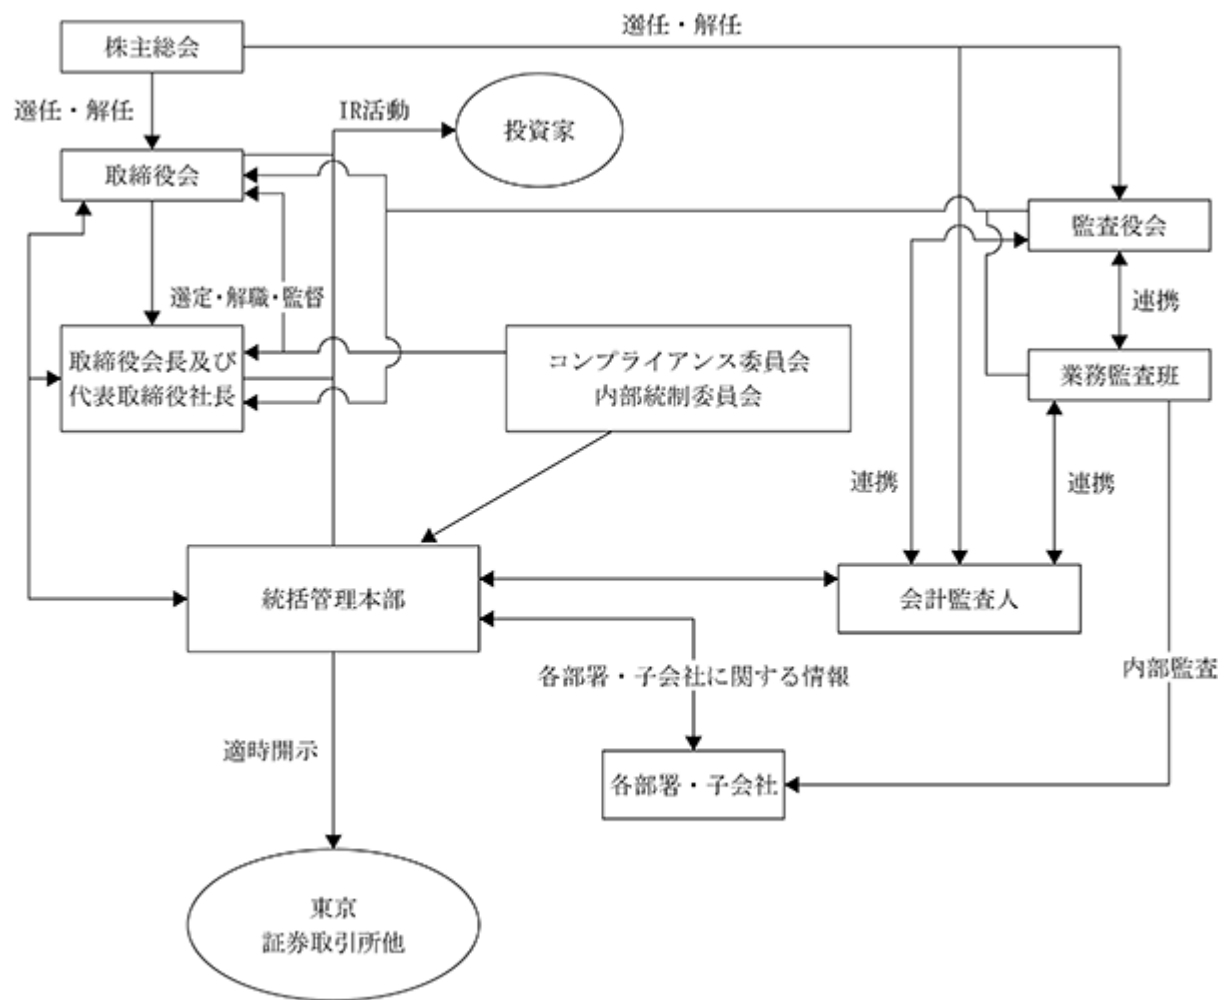 選任・解任
株主総会
選任・解任
IR活動
投資家
取締役会
監査役会
選定・解職・監督
連携
取締役会長及び
代表取締役社長
コンプライアンス委員会
内部統制委員会
業務監査班
連携
連携
統括管理本部
会計監査人
各部署・子会社に関する情報
内部監査
適時開示
各部署・子会社
東京
証券取引所他